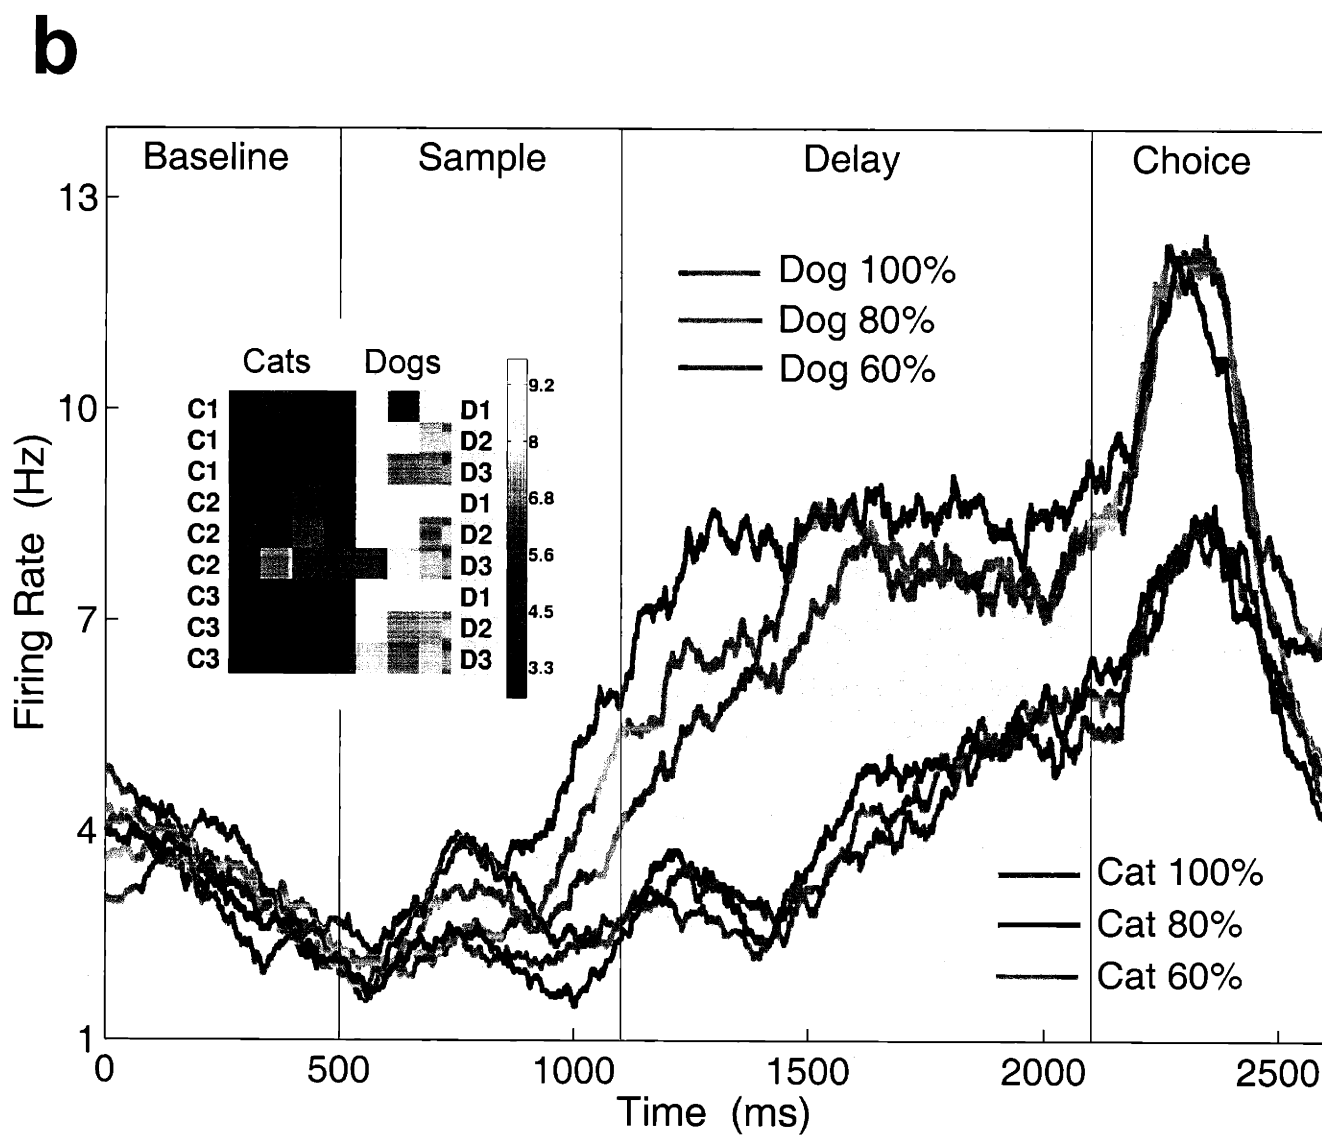 b
Baseline Sample Delay Choice
13
Dog 100%
Dog 80%
Dog 60%
Cats Dogs
9.2
10
C1 D1
C1 D2
8
C1 D3
6.8
C2 D1
C2 D2
5.6
C2 D3
7
C3 D1
4.5
C3 D2
C3 D3
3.3
Firing Rate (Hz)
4
Cat 100%
Cat 80%
Cat 60%
1
0 500 1000 1500 2000 2500
Time (ms)